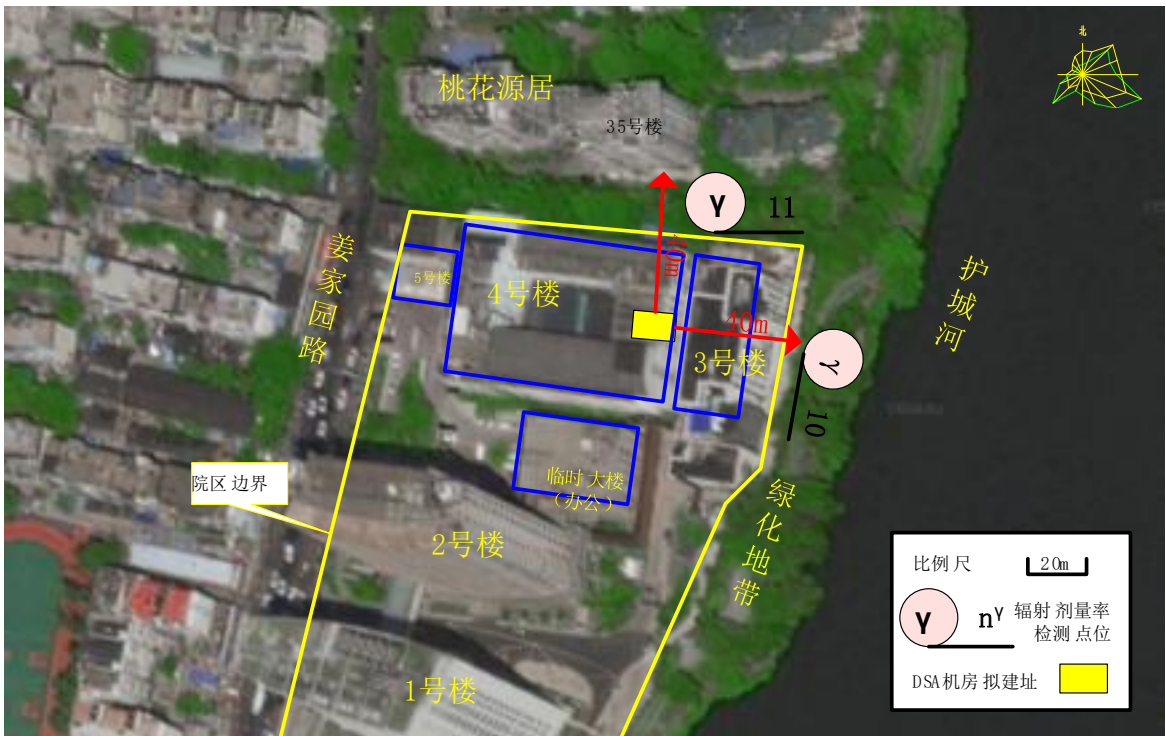 北
桃花源居
35号楼
γ
11
40m
姜家园路
5号楼
4号楼
护城河
40m
3号楼
γ
10
院区边界
临时大楼
（办公）
2号楼
绿化地带
1号楼
比例尺
20m
γ
nγ
辐射剂量率
检测点位
DSA机房拟建址